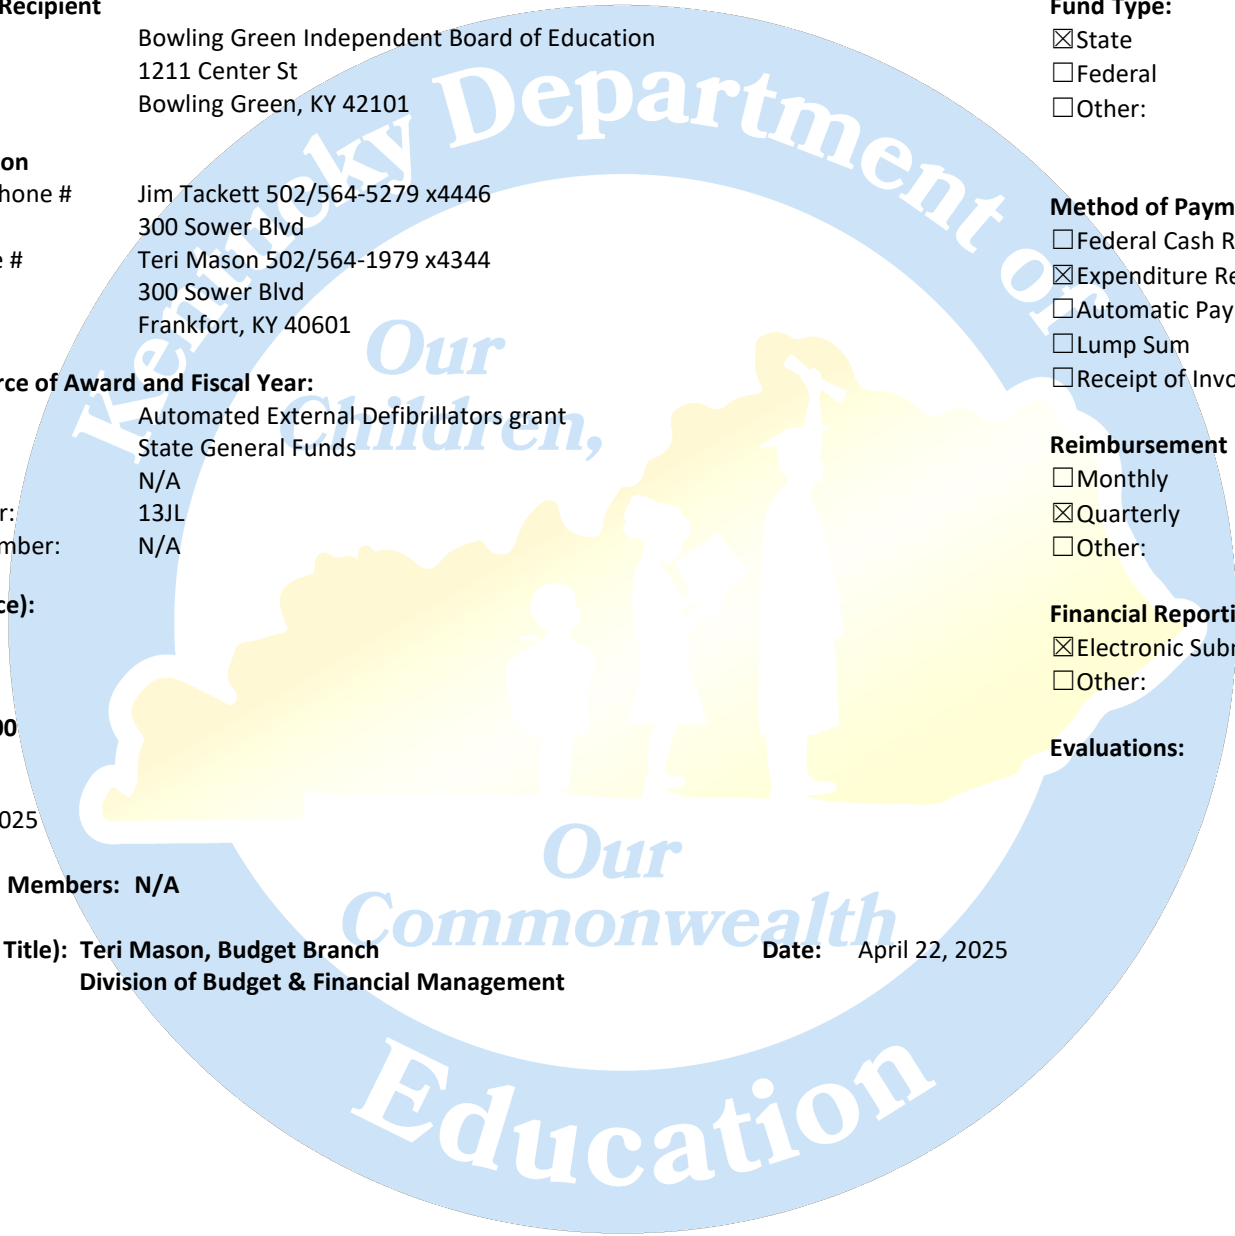 Recipient
Bowling Green Independent Board of Education
1211 Center St
Bowling Green, KY 42101
on
hone # Jim Tackett 502/564-5279 x4446
300 Sower Blvd
e # Teri Mason 502/564-1979 x4344
300 Sower Blvd
Frankfort, KY 40601
rce of Award and Fiscal Year:
Automated External Defibrillators grant
State General Funds
N/A
r: 13JL
mber: N/A
ce):
00
025
Members: N/A
Title): Teri Mason, Budget Branch Date: April 22, 2025
Division of Budget & Financial Management
Fund Type:
☒State
☐Federal
☐Other:
Method of Paym
☐Federal Cash R
☒Expenditure Re
☐Automatic Pay
☐Lump Sum
☐Receipt of Invo
Reimbursement
☐Monthly
☒Quarterly
☐Other:
Financial Reporti
☒Electronic Subr
☐Other:
Evaluations:
Kentucky Department of
Education
Our
Children,
Our
Commonwealth